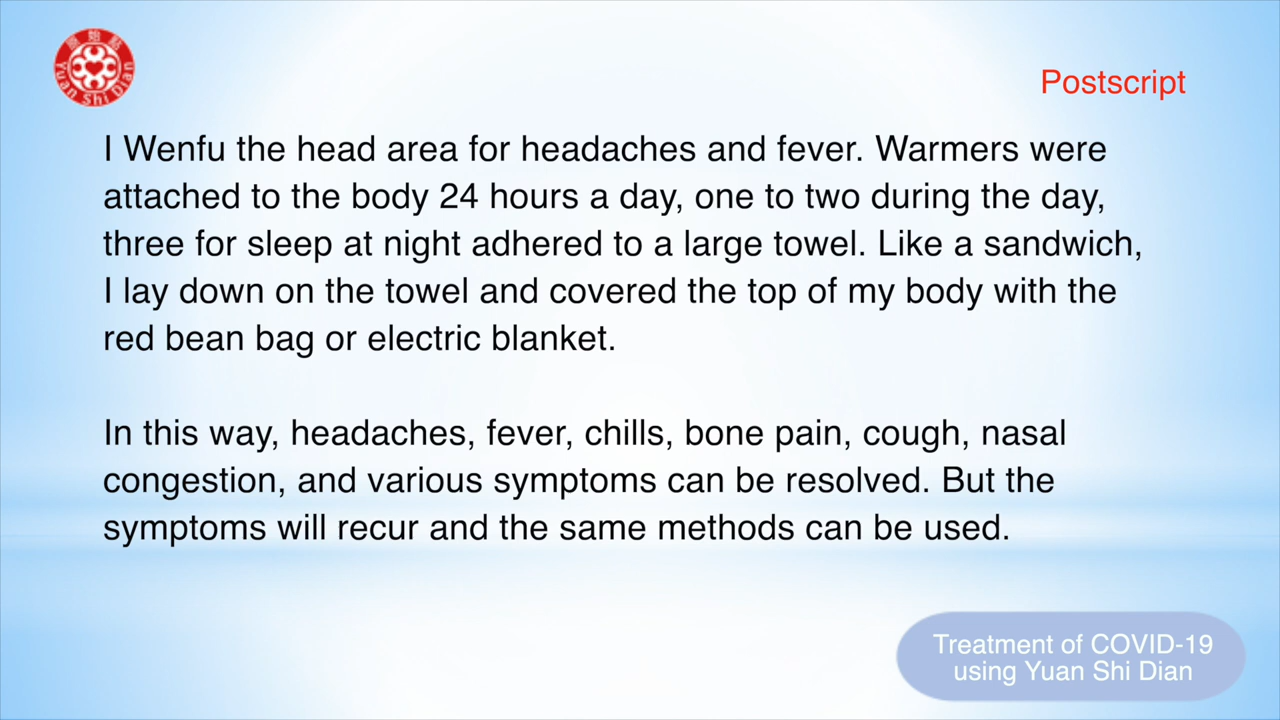 原始點
Yuan Shi Dian
Postscript
I Wenfu the head area for headaches and fever. Warmers were
attached to the body 24 hours a day, one to two during the day,
three for sleep at night adhered to a large towel. Like a sandwich,
I lay down on the towel and covered the top of my body with the
red bean bag or electric blanket.
In this way, headaches, fever, chills, bone pain, cough, nasal
congestion, and various symptoms can be resolved. But the
symptoms will recur and the same methods can be used.
Treatment of COVID-19
using Yuan Shi Dian